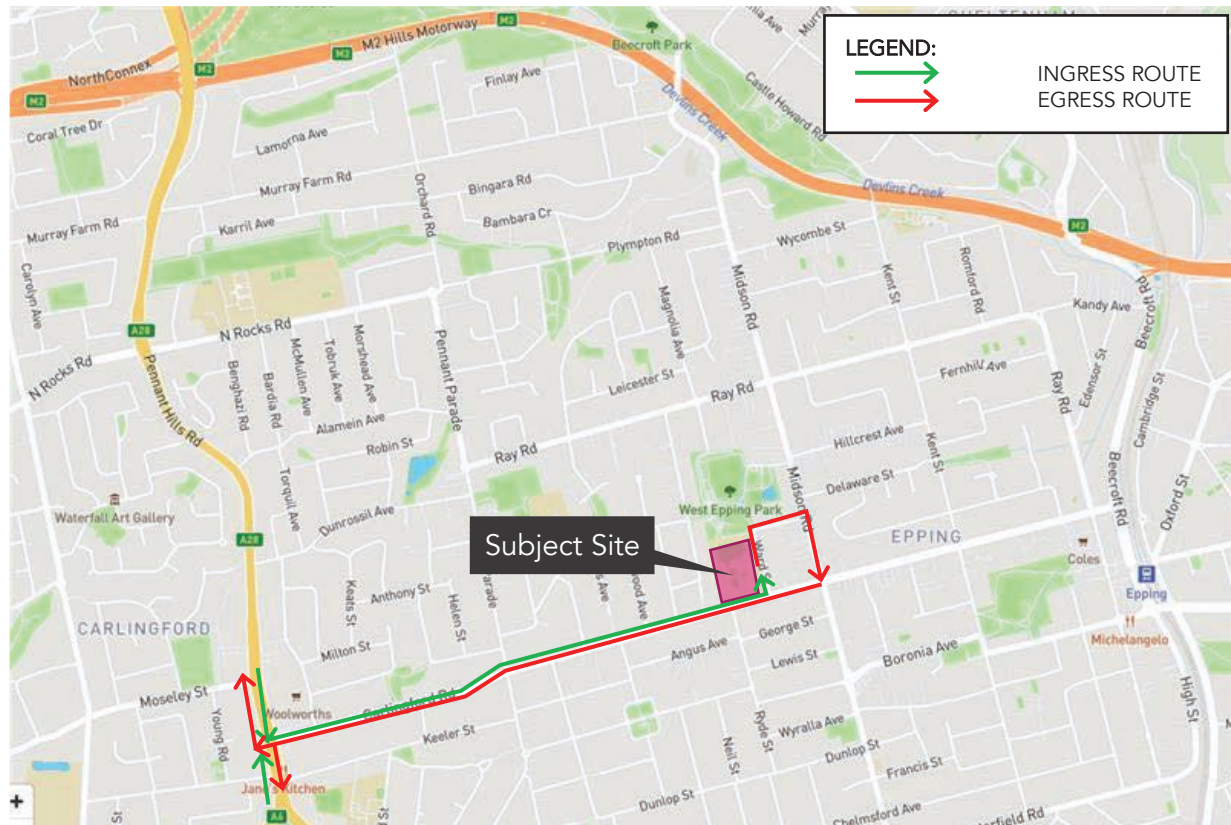 LEGEND:
INGRESS ROUTE
EGRESS ROUTE
M2 Hills Motorway
M2
M2
M2
NorthConnex
M2
Beecroft Park
Finlay Ave
Castle Howard Rd
Devlins Creek
Coral Tree Dr
Lamorna Ave
Murray Farm Rd
Orchard Rd
Bingara Rd
Devlins Creek
Karril Ave
Bambara Cr
Murray Farm Rd
Plympton Rd
Wycombe St
M2
Carolyn Ave
Midson Rd
Kent St
Romford Rd
Kandy Ave
Beecroft Rd
Magnolia Ave
A28
N Rocks Rd
N Rocks Rd
Pennant Hills Rd
Benghazi Rd
Bardia Rd
McMullen Ave
Tobruk Ave
Morshead Ave
Pennant Parade
Leicester St
Ray Rd
Fernhill Ave
Ray Rd
Edensor St
Cambridge St
Alamein Ave
Robin St
Ray Rd
Hillcrest Ave
Kent St
Beecroft Rd
Oxford St
Torquil Ave
Delaware St
Midson Rd
Waterfall Art Gallery
Dunrossil Ave
West Epping Park
A28
Subject Site
Ward St
EPPING
Coles
Epping
Keats St
Anthony St
Helen St
Parade
CARLINGFORD
Milton St
Angus Ave
George St
Lewis St
Boronia Ave
Michelangelo
High St
Moseley St
Woolworths
Carlingford Rd
Young Rd
Keeler St
Ryde St
Neil St
Wyralla Ave
Dunlop St
Francis St
Jang's Kitchen
Dunlop St
Chelmsford Ave
A6